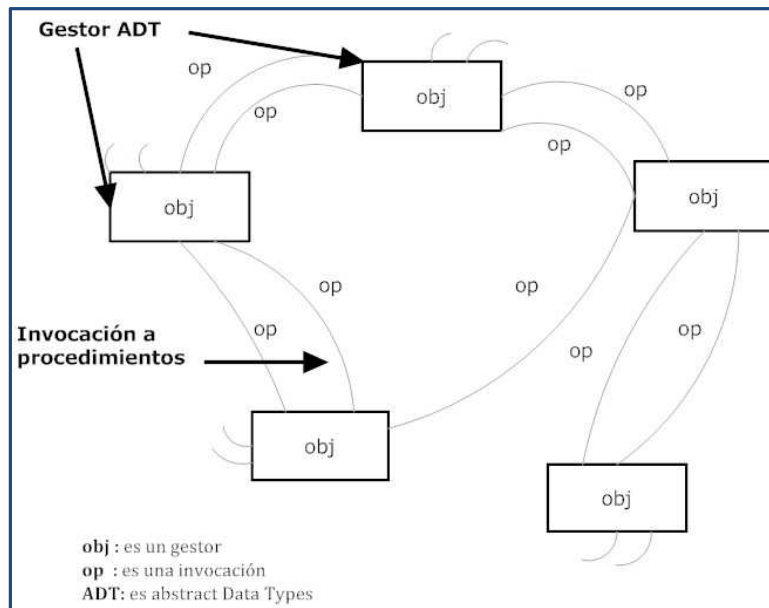 Gestor ADT
op
obj
op
op
op
obj
obj
op
op
op
op
op
Invocación a
procedimientos
obj
obj
obj : es un gestor
op : es una invocación
ADT: es abstract Data Types